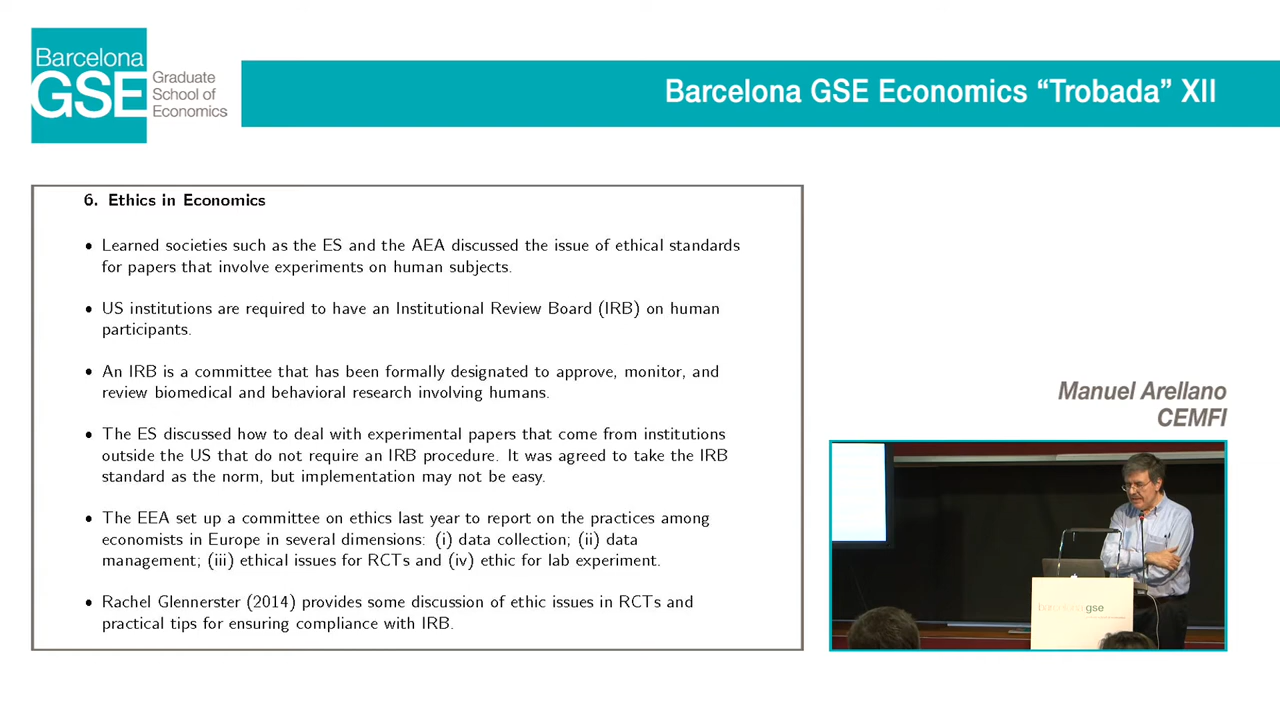 Barcelona
GSE
Graduate
School of
Economics
Barcelona GSE Economics “Trobada” XII
6. Ethics in Economics
• Learned societies such as the ES and the AEA discussed the issue of ethical standards
for papers that involve experiments on human subjects.
• US institutions are required to have an Institutional Review Board (IRB) on human
participants.
• An IRB is a committee that has been formally designated to approve, monitor, and
review biomedical and behavioral research involving humans.
• The ES discussed how to deal with experimental papers that come from institutions
outside the US that do not require an IRB procedure. It was agreed to take the IRB
standard as the norm, but implementation may not be easy.
• The EEA set up a committee on ethics last year to report on the practices among
economists in Europe in several dimensions: (i) data collection; (ii) data
management; (iii) ethical issues for RCTs and (iv) ethic for lab experiment.
• Rachel Glennerster (2014) provides some discussion of ethic issues in RCTs and
practical tips for ensuring compliance with IRB.
Manuel Arellano
CEMFI
barcelona gse